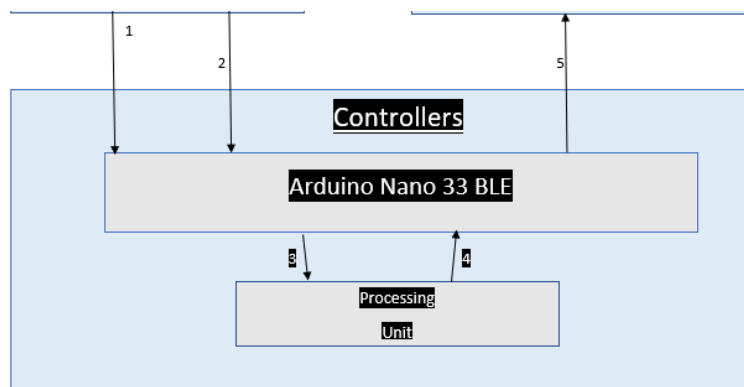 1
2
5
Controllers
Arduino Nano 33 BLE
3
4
Processing
Unit